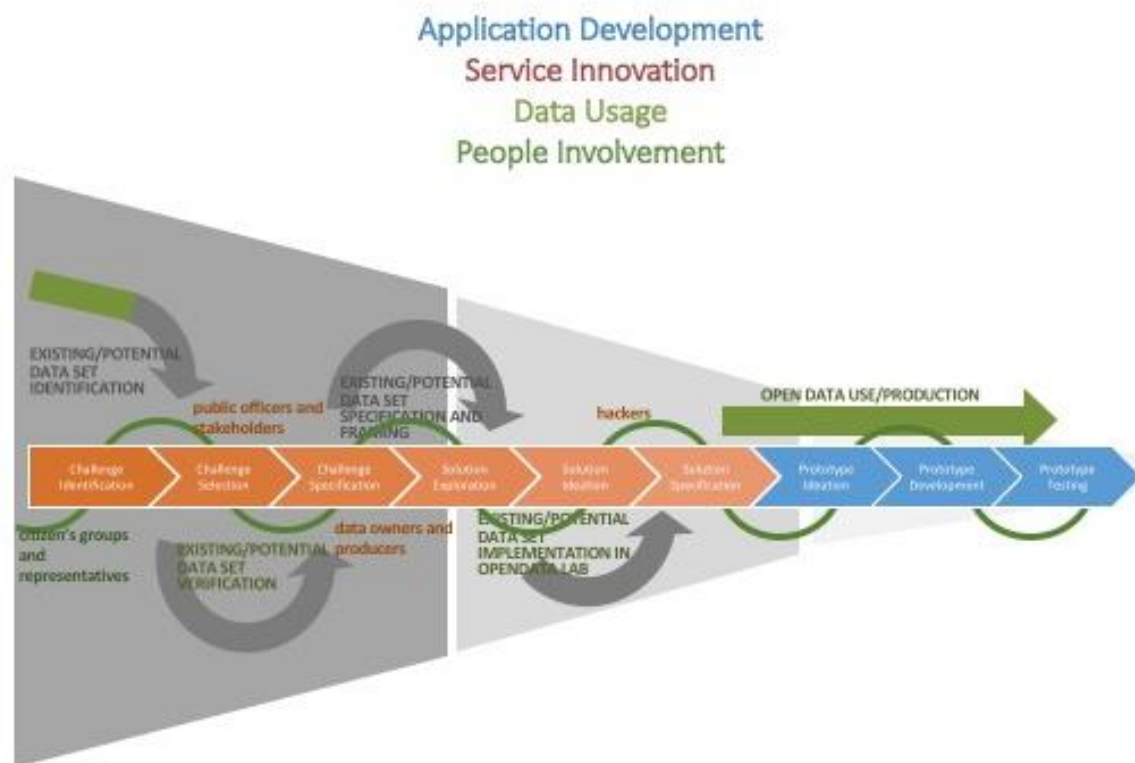 Application Development
Service Innovation
Data Usage
People Involvement
EXISTING/POTENTIAL
DATA SET
IDENTIFICATION
public officers and
stakeholders
EXISTING/POTENTIAL
DATA SET
SPECIFICATION AND
FRAMING
hackers
OPEN DATA USE/PRODUCTION
Challenge
Identification
Challenge
Selection
Challenge
Specification
Solution
Exploration
Solution
Ideation
Solution
Specification
Prototype
Ideation
Prototype
Development
Prototype
Testing
citizen's groups
and
representatives
EXISTING/POTENTIAL
DATA SET
VERIFICATION
data owners and
producers
EXISTING/POTENTIAL
DATA SET
IMPLEMENTATION IN
OPENDATA LAB